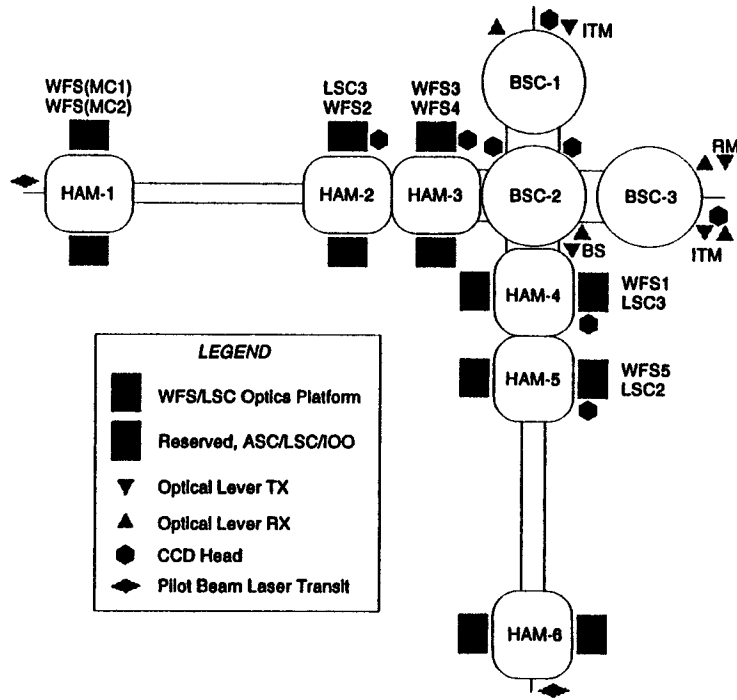 ITM
BSC-1
WFS(MC1)
WFS(MC2)
LSC3
WFS2
WFS3
WFS4
RM
HAM-1
HAM-2
HAM-3
BSC-2
BSC-3
ITM
BS
HAM-4
WFS1
LSC3
HAM-5
WFS5
LSC2
LEGEND
WFS/LSC Optics Platform
Reserved, ASC/LSC/IOO
Optical Lever TX
Optical Lever RX
CCD Head
Pilot Beam Laser Transit
HAM-6